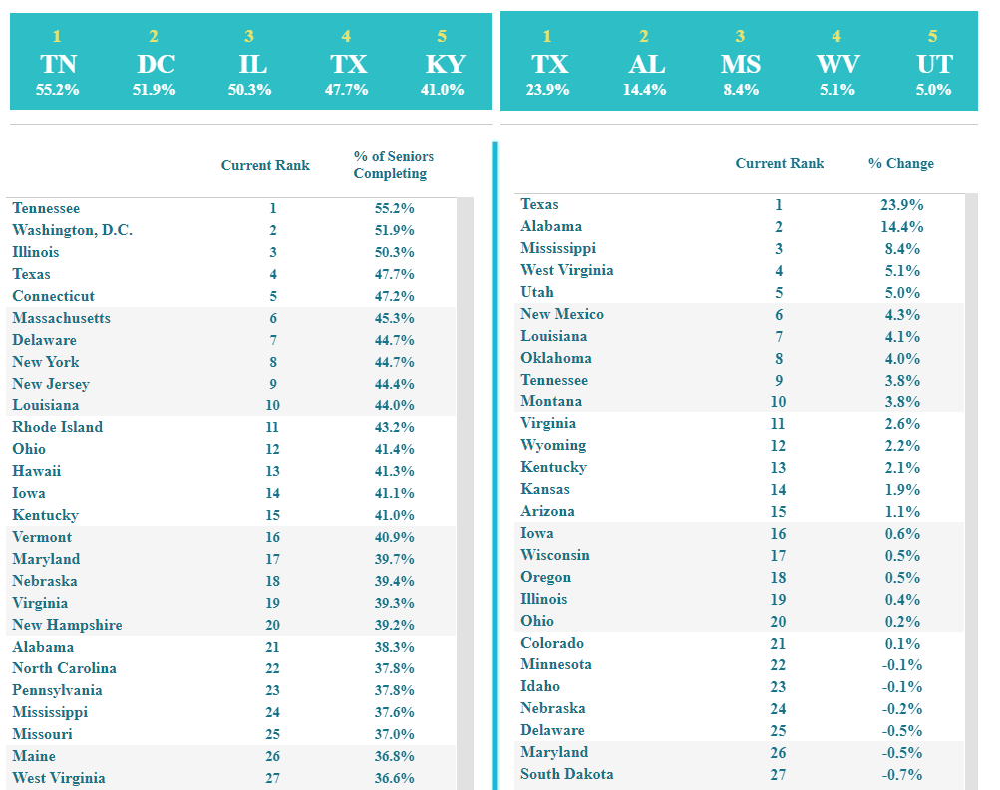 1 2 3 4 5
TN DC IL TX KY
55.2% 51.9% 50.3% 47.7% 41.0%
Current Rank % of Seniors Completing
Tennessee 1 55.2%
Washington, D.C. 2 51.9%
Illinois 3 50.3%
Texas 4 47.7%
Connecticut 5 47.2%
Massachusetts 6 45.3%
Delaware 7 44.7%
New York 8 44.7%
New Jersey 9 44.4%
Louisiana 10 44.0%
Rhode Island 11 43.2%
Ohio 12 41.4%
Hawaii 13 41.3%
Iowa 14 41.1%
Kentucky 15 41.0%
Vermont 16 40.9%
Maryland 17 39.7%
Nebraska 18 39.4%
Virginia 19 39.3%
New Hampshire 20 39.2%
Alabama 21 38.3%
North Carolina 22 37.8%
Pennsylvania 23 37.8%
Mississippi 24 37.6%
Missouri 25 37.0%
Maine 26 36.8%
West Virginia 27 36.6%
1 2 3 4 5
TX AL MS WV UT
23.9% 14.4% 8.4% 5.1% 5.0%
Current Rank % Change
Texas 1 23.9%
Alabama 2 14.4%
Mississippi 3 8.4%
West Virginia 4 5.1%
Utah 5 5.0%
New Mexico 6 4.3%
Louisiana 7 4.1%
Oklahoma 8 4.0%
Tennessee 9 3.8%
Montana 10 3.8%
Virginia 11 2.6%
Wyoming 12 2.2%
Kentucky 13 2.1%
Kansas 14 1.9%
Arizona 15 1.1%
Iowa 16 0.6%
Wisconsin 17 0.5%
Oregon 18 0.5%
Illinois 19 0.4%
Ohio 20 0.2%
Colorado 21 0.1%
Minnesota 22 -0.1%
Idaho 23 -0.1%
Nebraska 24 -0.2%
Delaware 25 -0.5%
Maryland 26 -0.5%
South Dakota 27 -0.7%